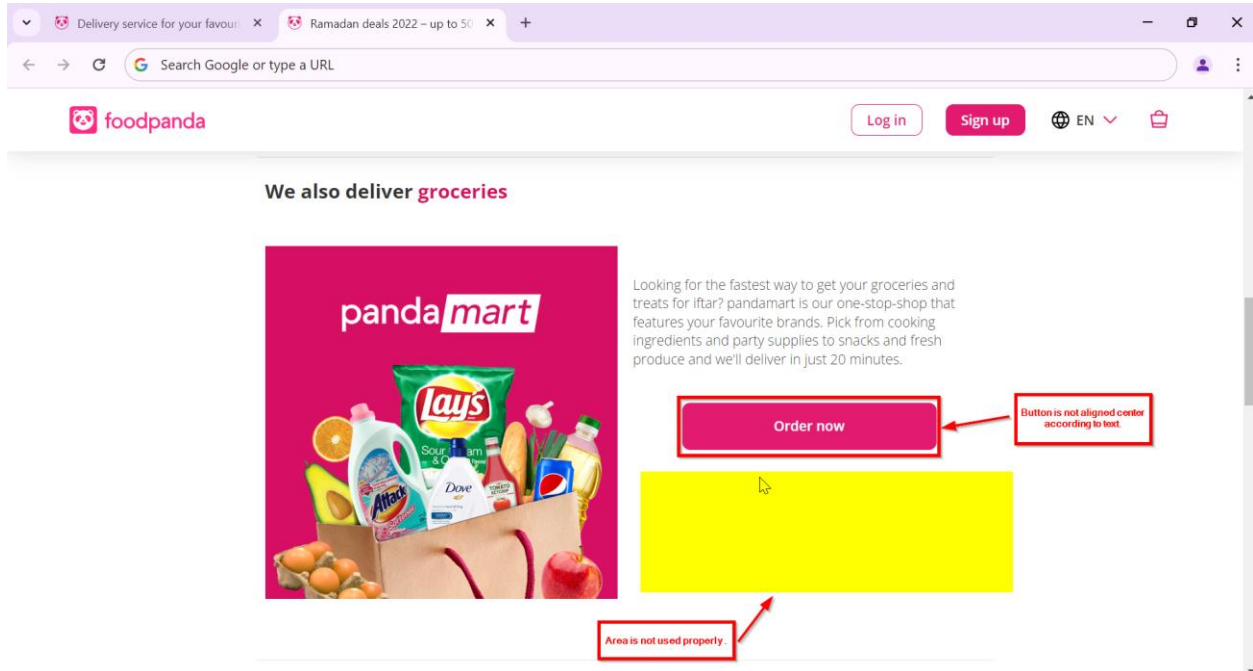 Delivery service for your favour
Ramadan deals 2022 – up to 50
Search Google or type a URL
foodpanda
Log in
Sign up
EN
We also deliver groceries
panda mart
Looking for the fastest way to get your groceries and
treats for iftar? pandamart is our one-stop-shop that
features your favourite brands. Pick from cooking
ingredients and party supplies to snacks and fresh
produce and we'll deliver in just 20 minutes.
Order now
Button is not aligned center
according to text.
Lay's
Sour
am
&
Attack
Dove
TOMATO
KETCHUP
Area is not used properly.